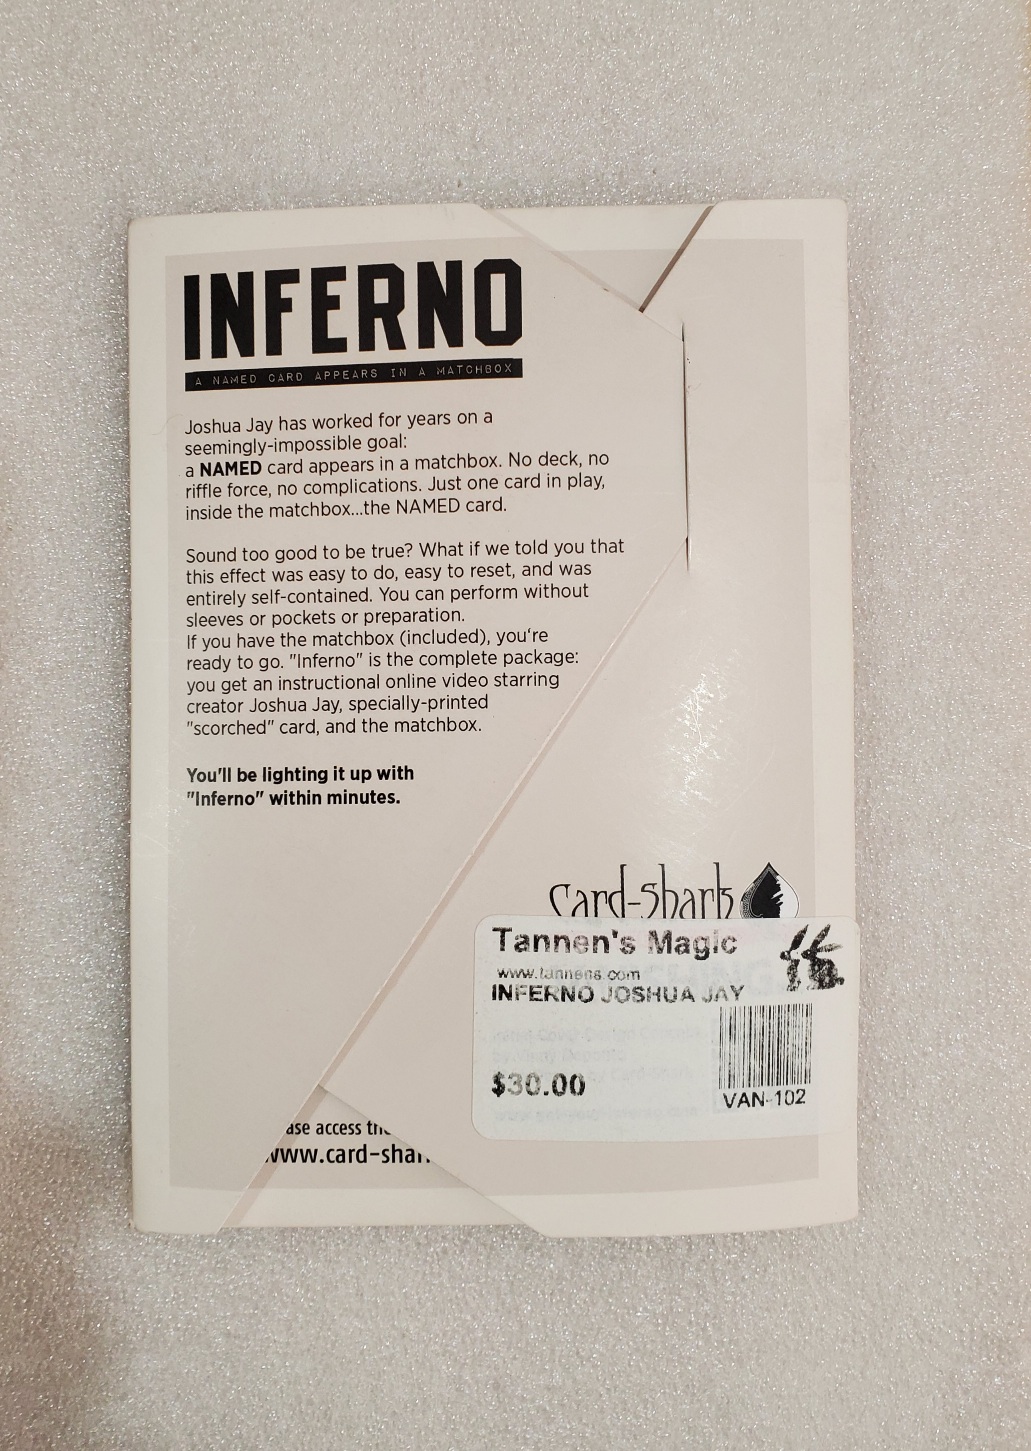 INFERNO
A NAMED CARD APPEARS IN A MATCHBOX
Joshua Jay has worked for years on a
seemingly-impossible goal:
a NAMED card appears in a matchbox. No deck, no
riffle force, no complications. Just one card in play,
inside the matchbox...the NAMED card.
Sound too good to be true? What if we told you that
this effect was easy to do, easy to reset, and was
entirely self-contained. You can perform without
sleeves or pockets or preparation.
If you have the matchbox (included), you're
ready to go. "Inferno" is the complete package:
you get an instructional online video starring
creator Joshua Jay, specially-printed
"scorched" card, and the matchbox.
You'll be lighting it up with
"Inferno" within minutes.
Card-Shark
Tannen's Magic
www.tannens.com
INFERNO JOSHUA JAY
$30.00
VAN-102
access
www.card-shar